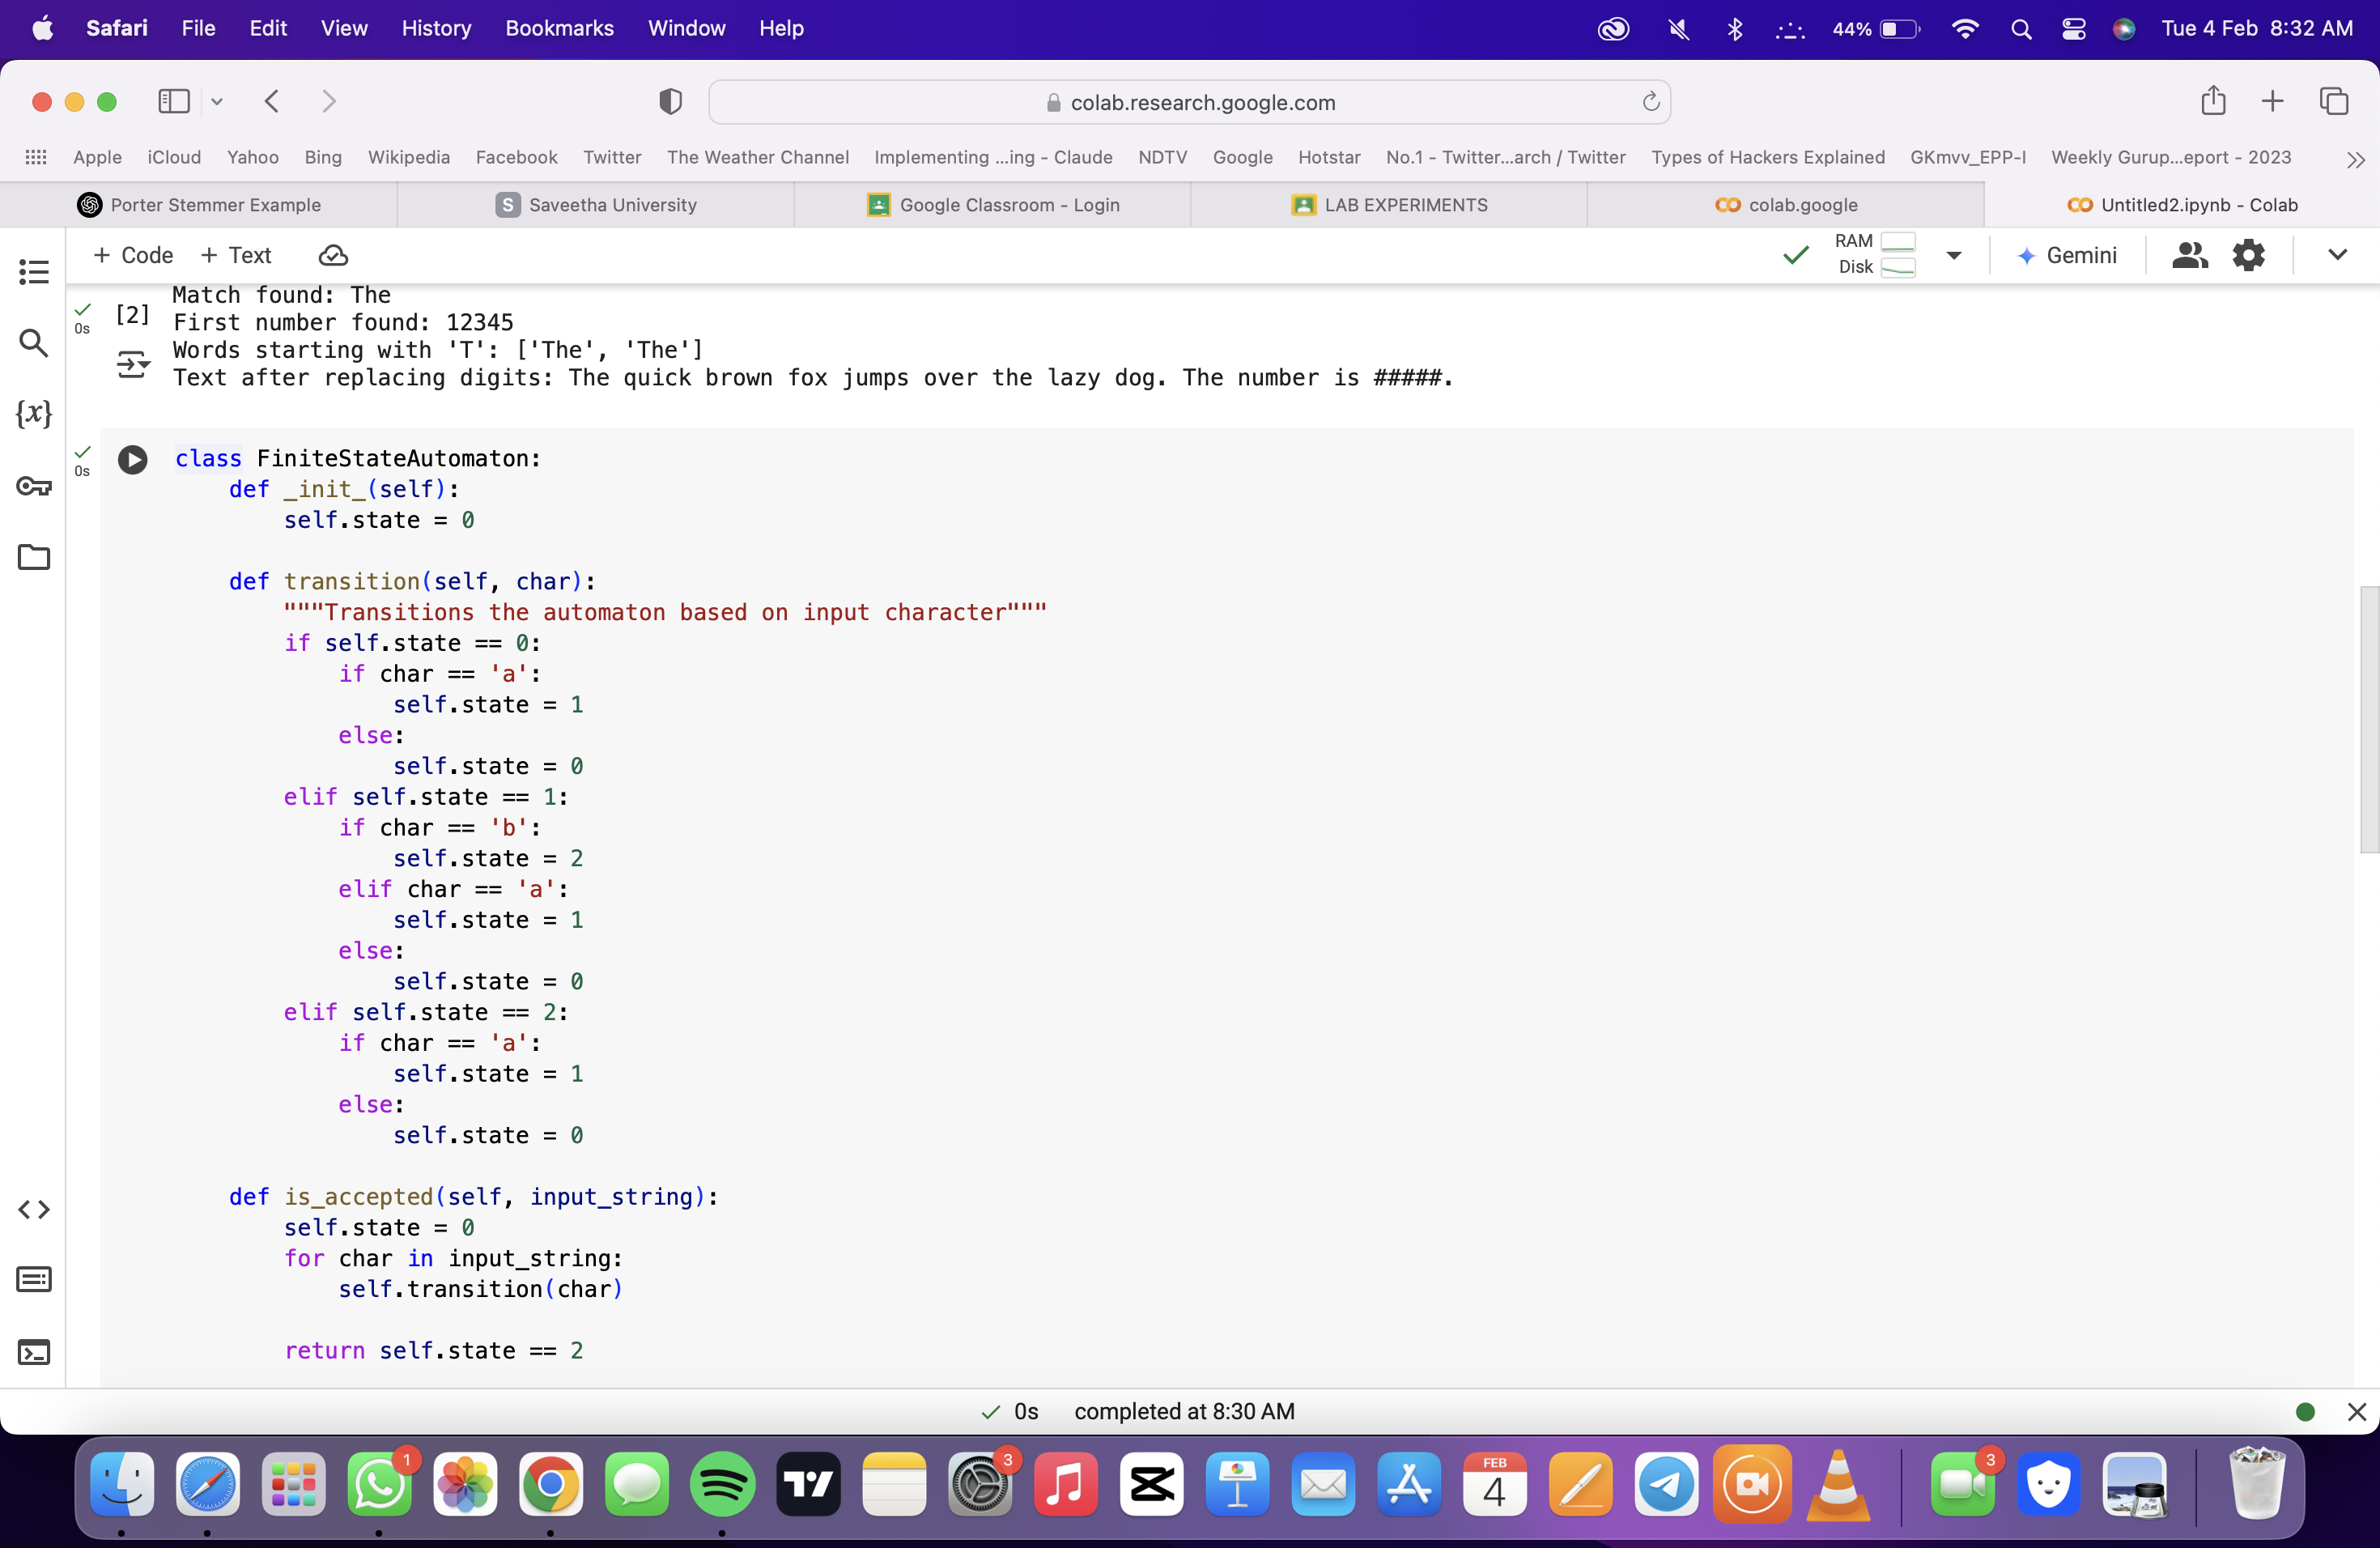 Safari File Edit View History Bookmarks Window Help 44% Tue 4 Feb 8:32 AM
colab.research.google.com
Apple iCloud Yahoo Bing Wikipedia Facebook Twitter The Weather Channel Implementing ...ing - Claude NDTV Google Hotstar No.1 - Twitter...arch / Twitter Types of Hackers Explained GKmvv_EPP-I Weekly Gurup...eport - 2023
Porter Stemmer Example S Saveetha University Google Classroom - Login LAB EXPERIMENTS colab.google Untitled2.ipynb - Colab
+ Code + Text RAM Disk Gemini
Match found: The
0s [2] First number found: 12345
Words starting with 'T': ['The', 'The']
Text after replacing digits: The quick brown fox jumps over the lazy dog. The number is #####.
{x}
0s
class FiniteStateAutomaton:
    def _init_(self):
        self.state = 0
    def transition(self, char):
        """Transitions the automaton based on input character"""
        if self.state == 0:
            if char == 'a':
                self.state = 1
            else:
                self.state = 0
        elif self.state == 1:
            if char == 'b':
                self.state = 2
            elif char == 'a':
                self.state = 1
            else:
                self.state = 0
        elif self.state == 2:
            if char == 'a':
                self.state = 1
            else:
                self.state = 0
    def is_accepted(self, input_string):
        self.state = 0
        for char in input_string:
            self.transition(char)
        return self.state == 2
0s completed at 8:30 AM
1 3 FEB 4 3